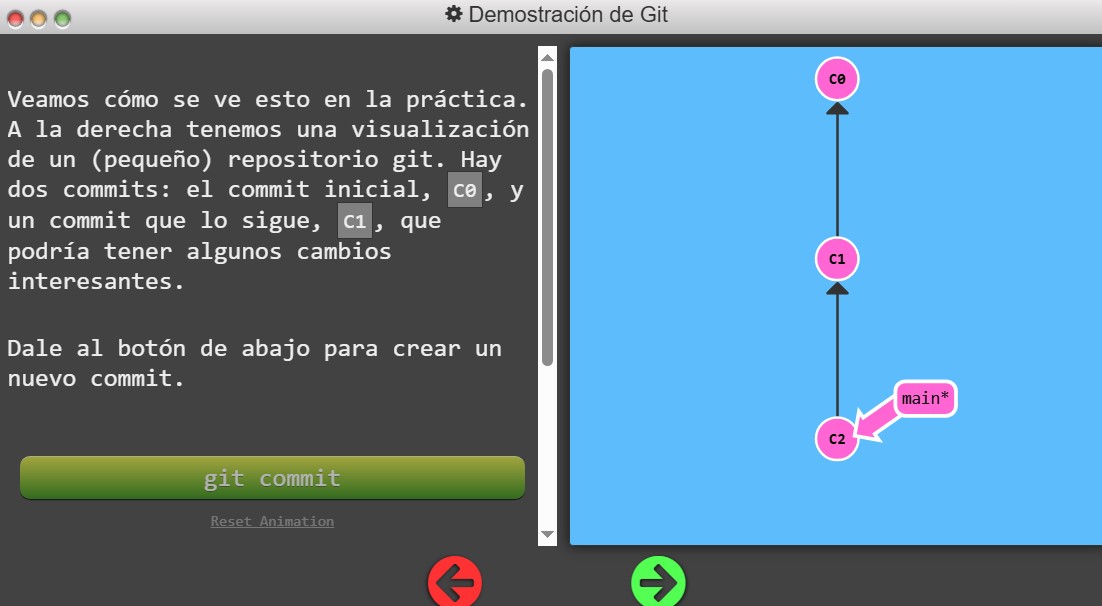 Demostración de Git
Veamos cómo se ve esto en la práctica.
A la derecha tenemos una visualización
de un (pequeño) repositorio git. Hay
dos commits: el commit inicial, C0, y
un commit que lo sigue, C1, que
podría tener algunos cambios
interesantes.
Dale al botón de abajo para crear un
nuevo commit.
git commit
Reset Animation
C0
C1
main*
C2